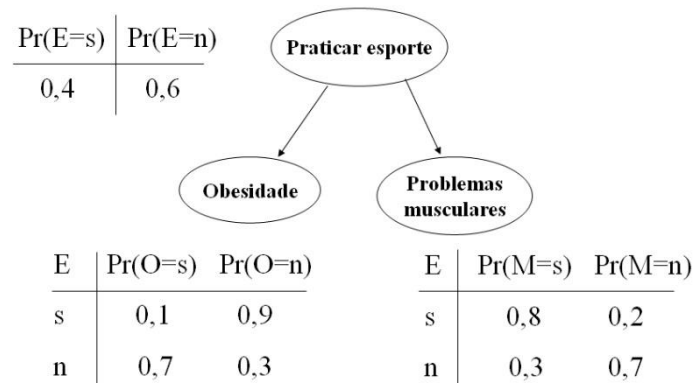 Pr(E=s) Pr(E=n)
0,4 0,6
Praticar esporte
Obesidade
Problemas
musculares
E Pr(O=s) Pr(O=n)
s 0,1 0,9
n 0,7 0,3
E Pr(M=s) Pr(M=n)
s 0,8 0,2
n 0,3 0,7